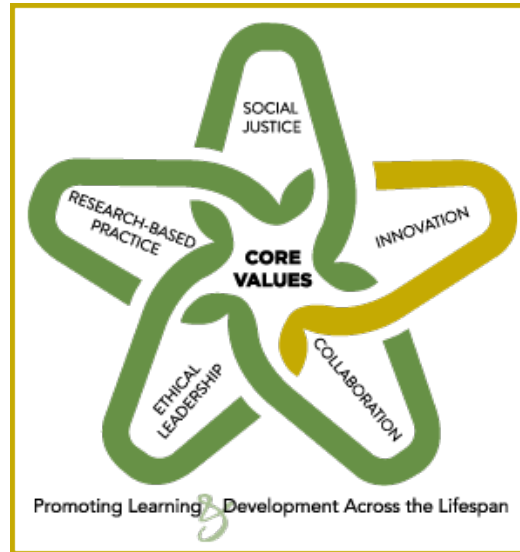 SOCIAL
JUSTICE
RESEARCH-BASED
PRACTICE
INNOVATION
CORE
VALUES
ETHICAL
LEADERSHIP
COLLABORATION
Promoting Learning & Development Across the Lifespan